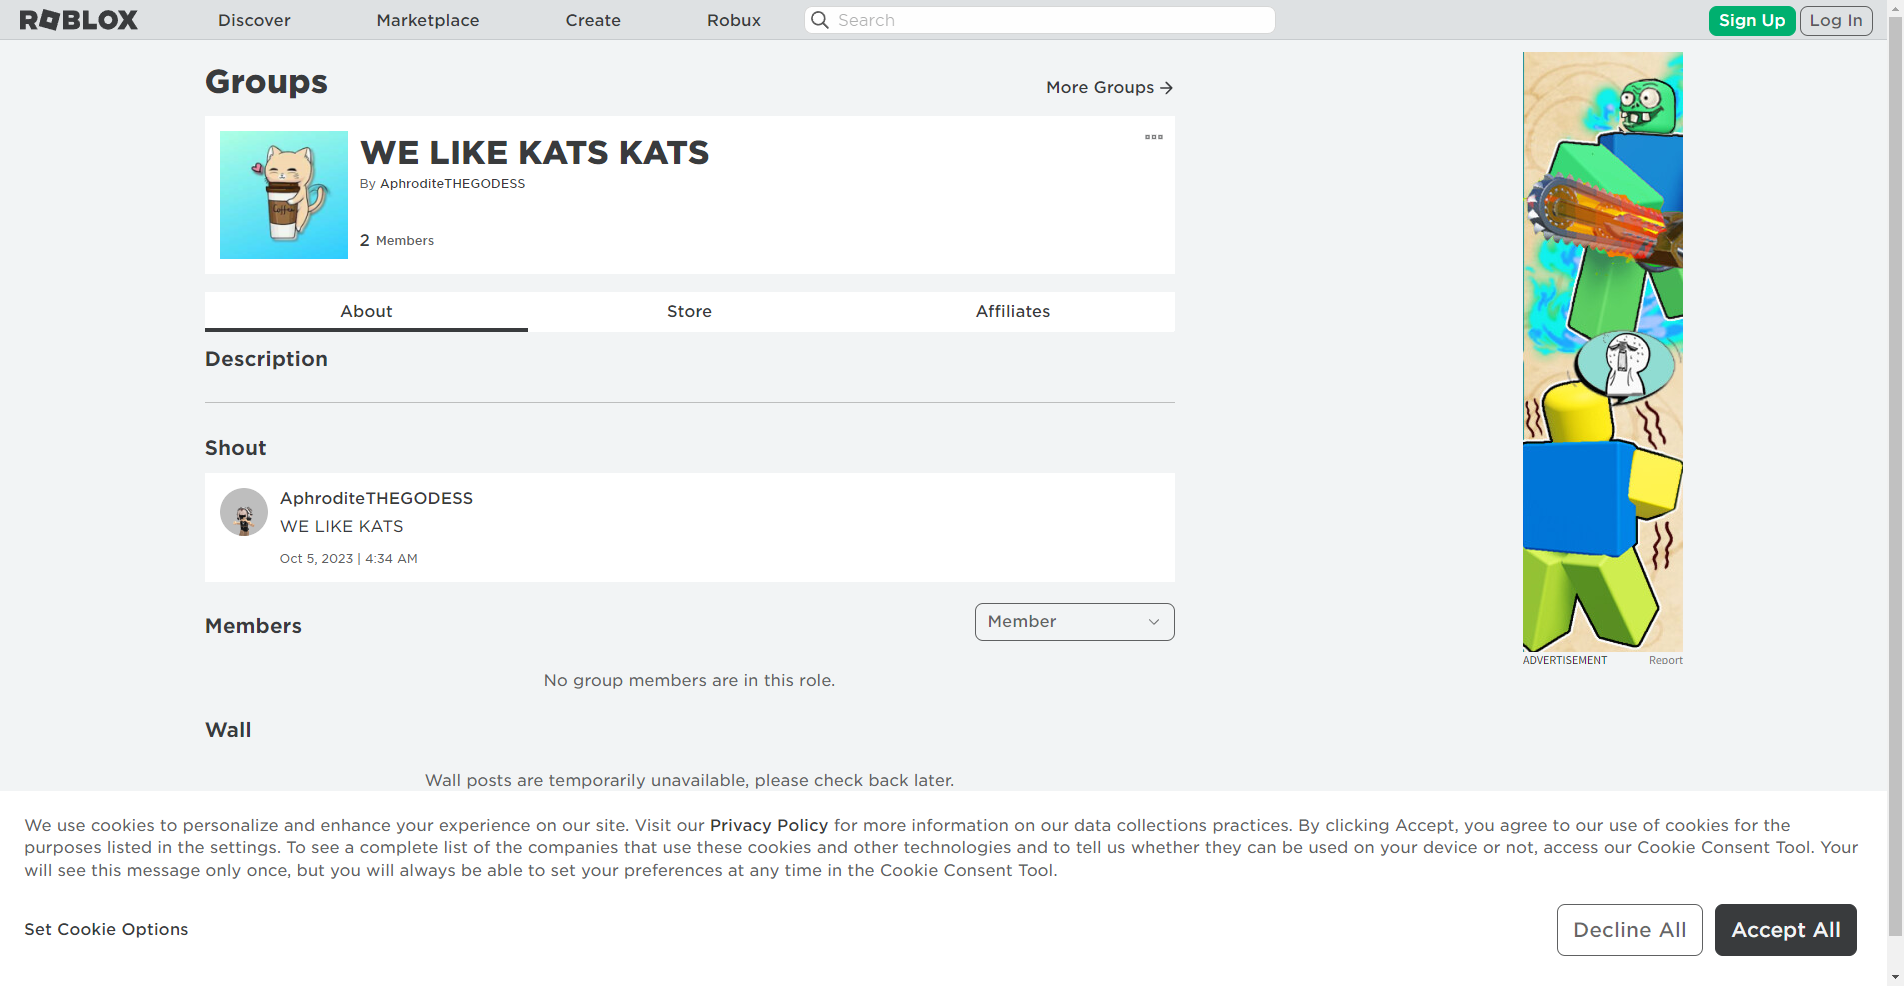 ROBLOX Discover Marketplace Create Robux Search Sign Up Log In
Groups
More Groups
WE LIKE KATS KATS
By AphroditeTHEGODESS
2 Members
Coffee
About Store Affiliates
Description
Shout
AphroditeTHEGODESS
WE LIKE KATS
Oct 5, 2023 | 4:34 AM
Members
Member
No group members are in this role.
Wall
Wall posts are temporarily unavailable, please check back later.
ADVERTISEMENT Report
We use cookies to personalize and enhance your experience on our site. Visit our Privacy Policy for more information on our data collections practices. By clicking Accept, you agree to our use of cookies for the
purposes listed in the settings. To see a complete list of the companies that use these cookies and other technologies and to tell us whether they can be used on your device or not, access our Cookie Consent Tool. Your
will see this message only once, but you will always be able to set your preferences at any time in the Cookie Consent Tool.
Set Cookie Options
Decline All
Accept All